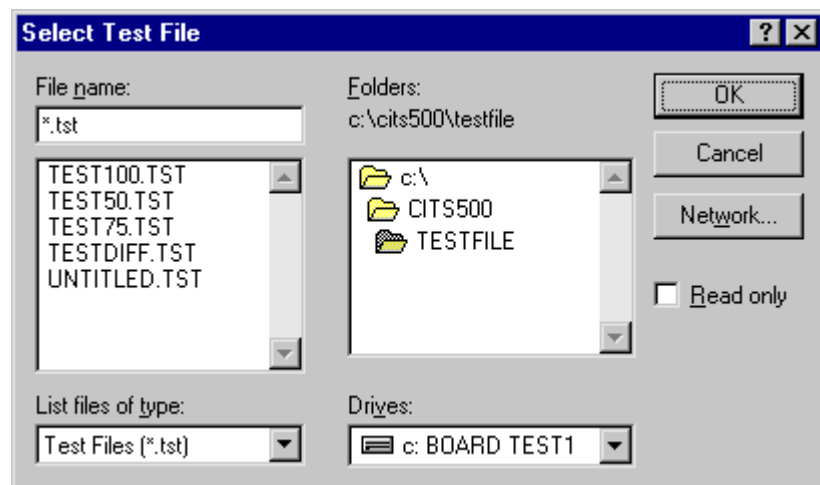 Select Test File
File name:
*.tst
TEST100.TST
TEST50.TST
TEST75.TST
TESTDIFF.TST
UNTITLED.TST
List files of type:
Test Files (*.tst)
Folders:
c:\cits500\testfile
c:\
CITS500
TESTFILE
Drives:
c: BOARD TEST1
OK
Cancel
Network...
Read only